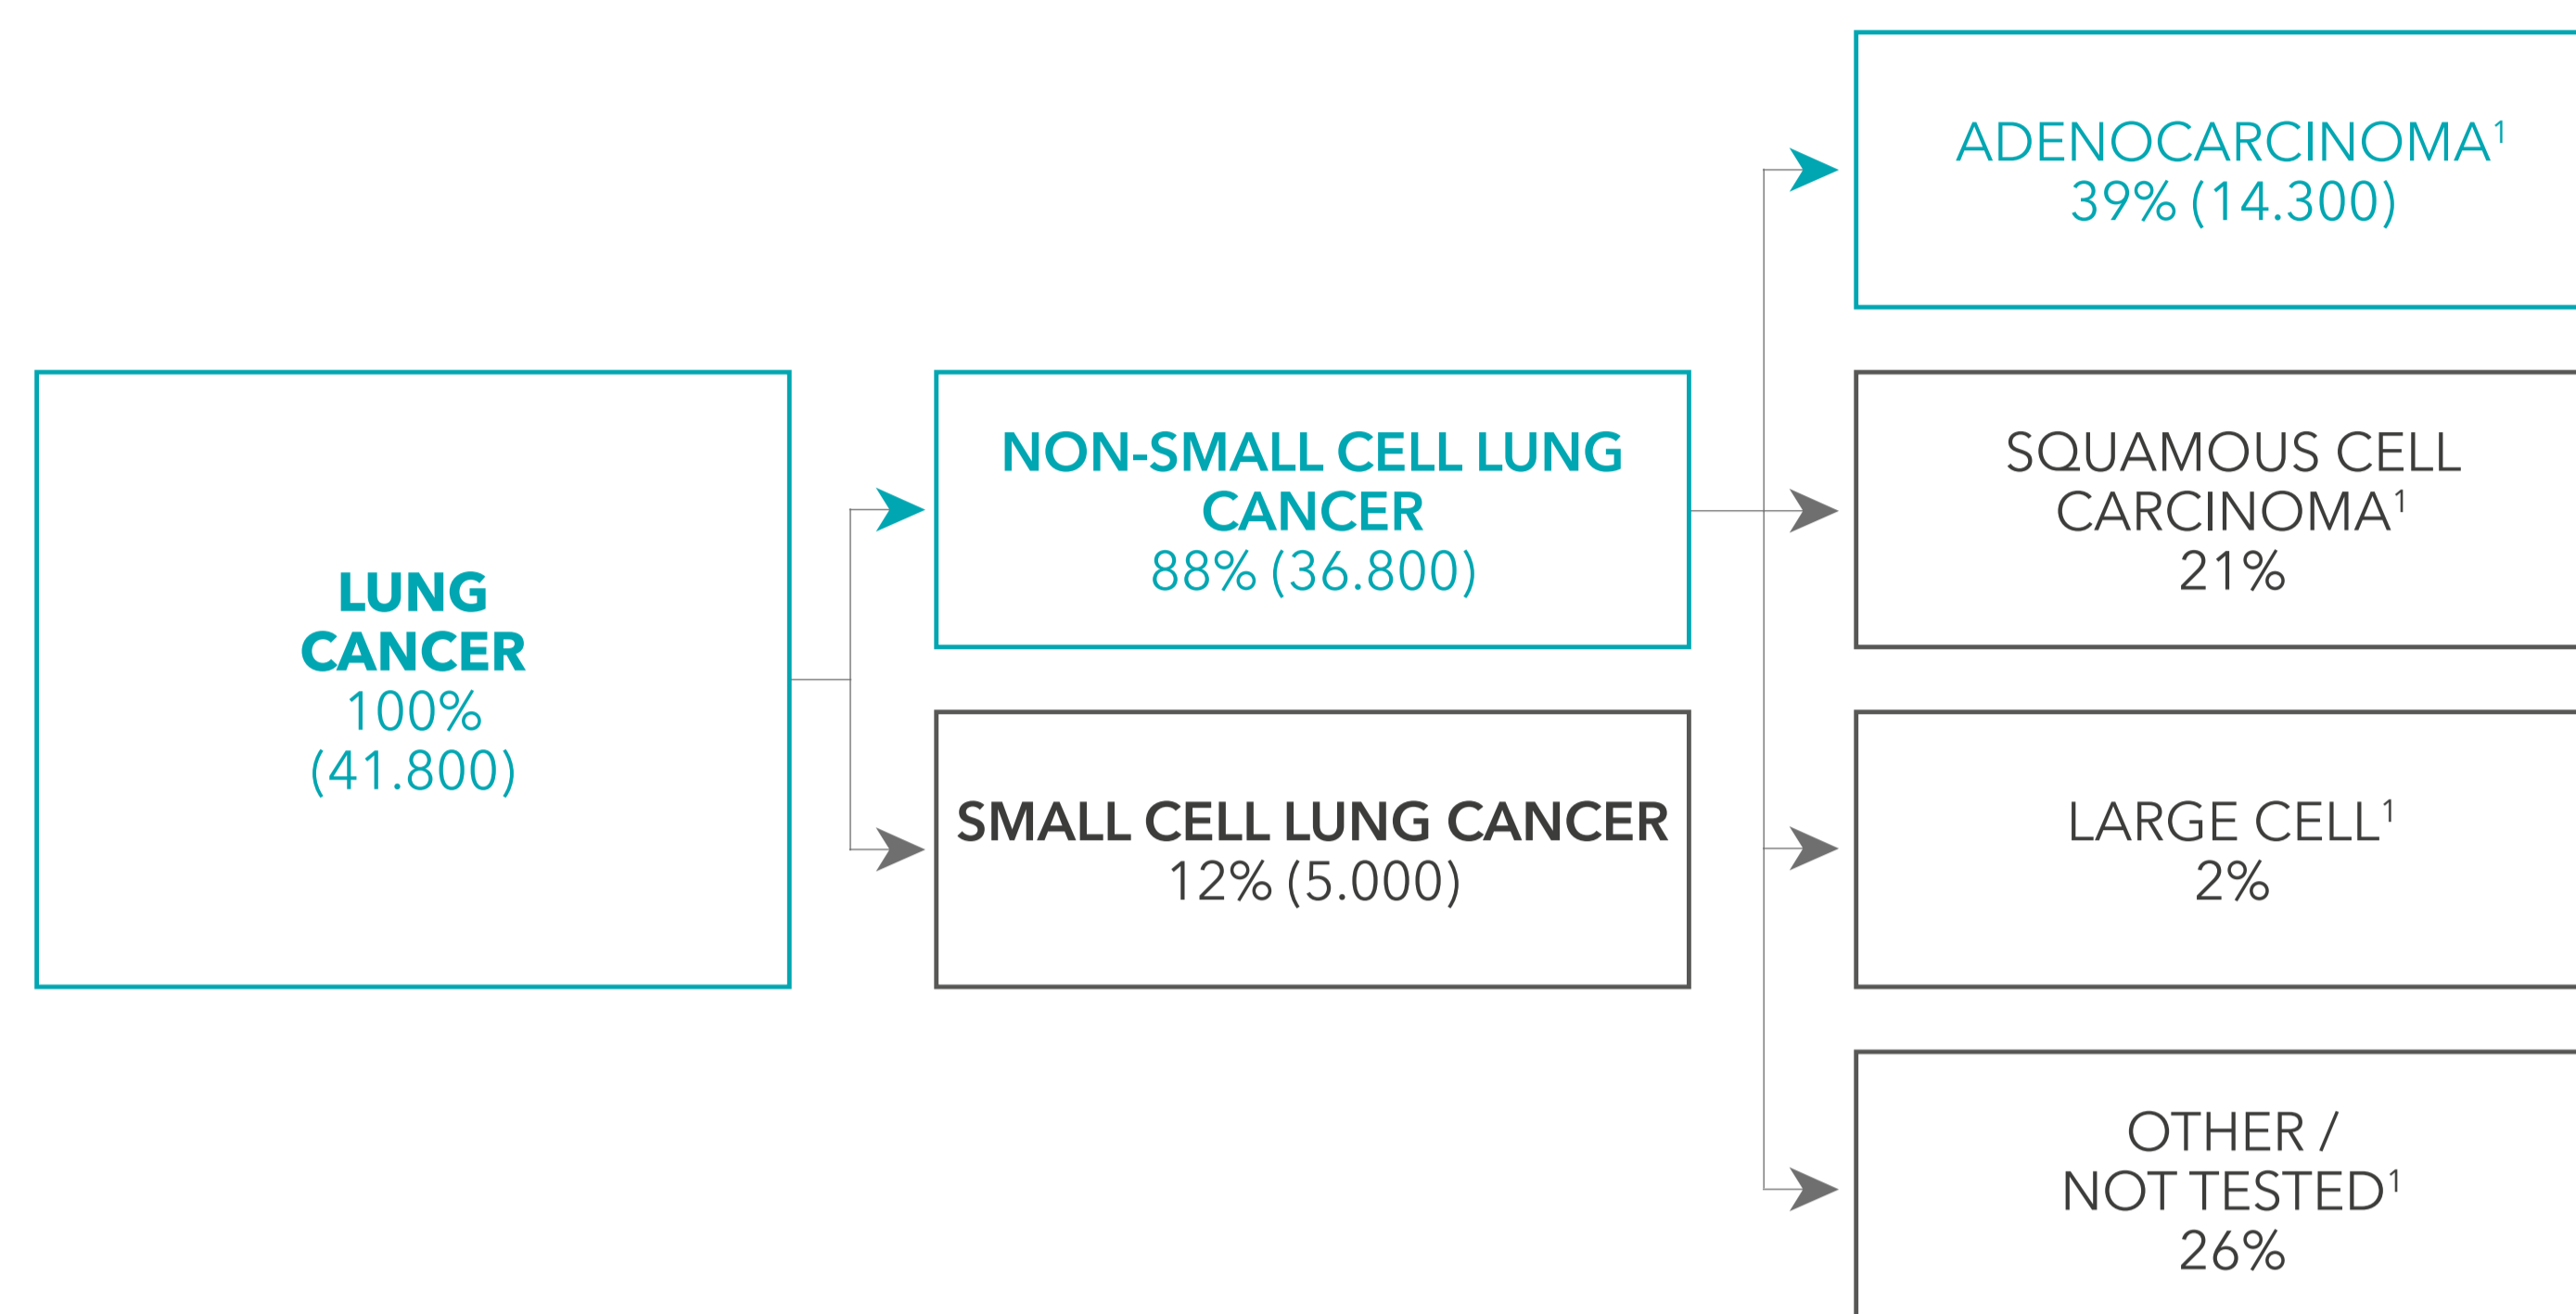 LUNG
CANCER
100%
(41.800)
NON-SMALL CELL LUNG
CANCER
88% (36.800)
SMALL CELL LUNG CANCER
12% (5.000)
ADENOCARCINOMA¹
39% (14.300)
SQUAMOUS CELL
CARCINOMA¹
21%
LARGE CELL¹
2%
OTHER /
NOT TESTED¹
26%